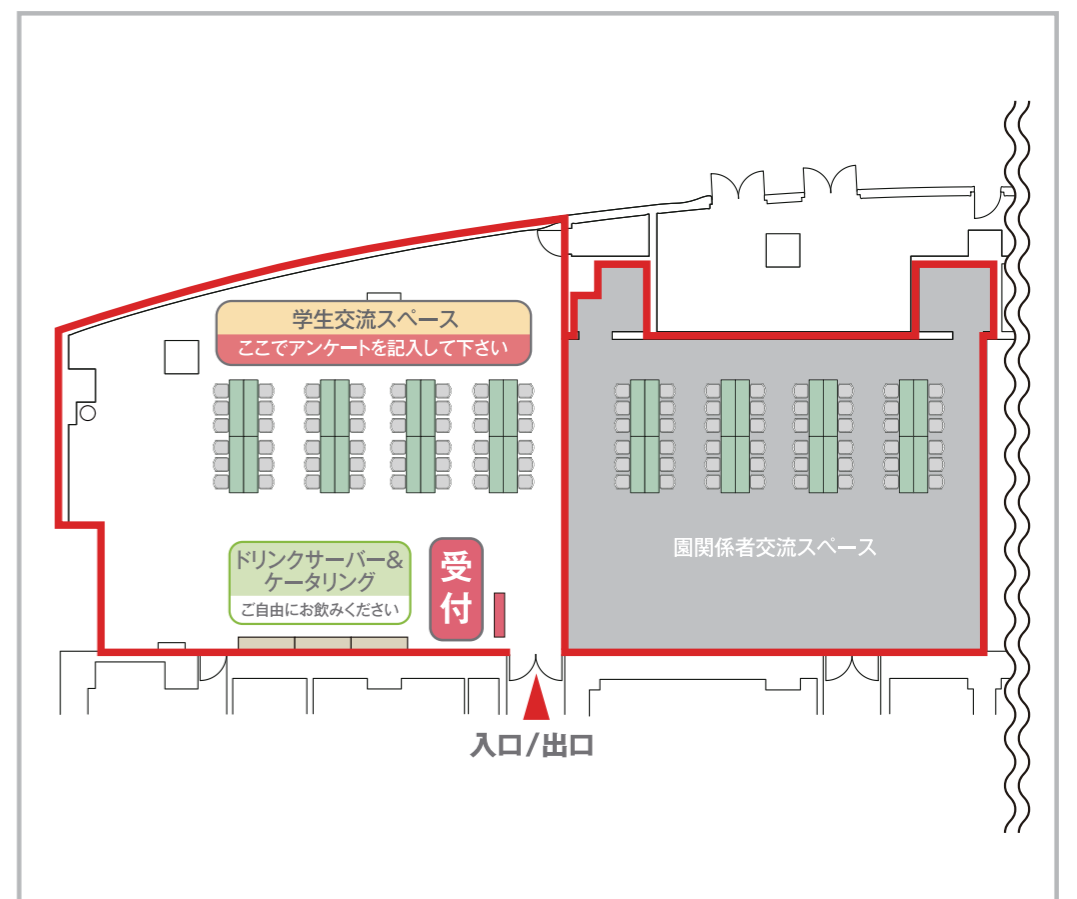 学生交流スペース
ここでアンケートを記入して下さい
園関係者交流スペース
ドリンクサーバー&
ケータリング
ご自由にお飲みください
受付
入口/出口